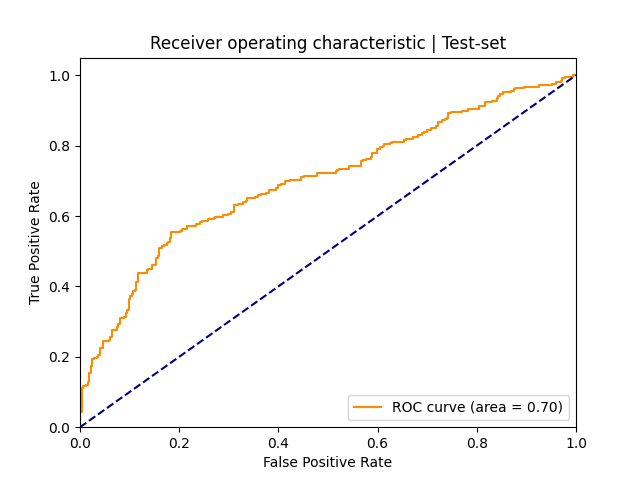 Receiver operating characteristic | Test-set
True Positive Rate
1.0
0.8
0.6
0.4
0.2
0.0
ROC curve (area = 0.70)
0.0 0.2 0.4 0.6 0.8 1.0
False Positive Rate